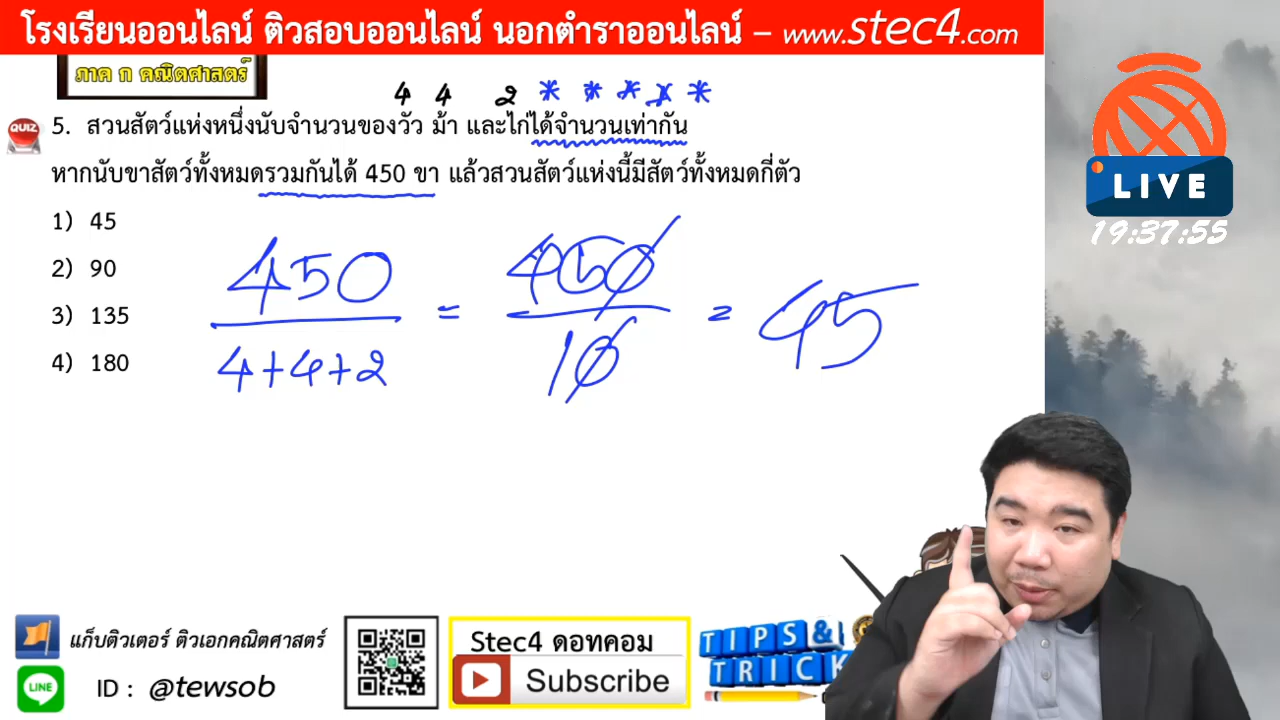 โรงเรียนออนไลน์ ติวสอบออนไลน์ นอกตำราออนไลน์ – www.stec4.com
ภาค ก คณิตศาสตร์
4 4 2 * * * * *
QUIZ 5. สวนสัตว์แห่งหนึ่งนับจำนวนของวัว ม้า และไก่ได้จำนวนเท่ากัน
หากนับขาสัตว์ทั้งหมดรวมกันได้ 450 ขา แล้วสวนสัตว์แห่งนี้มีสัตว์ทั้งหมดกี่ตัว
1) 45
2) 90
3) 135
4) 180
450 / 4+4+2 = 450 / 10 = 45
LIVE
19:37:55
แก็บติวเตอร์ ติวเอกคณิตศาสตร์
LINE ID : @tewsob
Stec4 ดอทคอม
Subscribe
TIPS &
TRICK